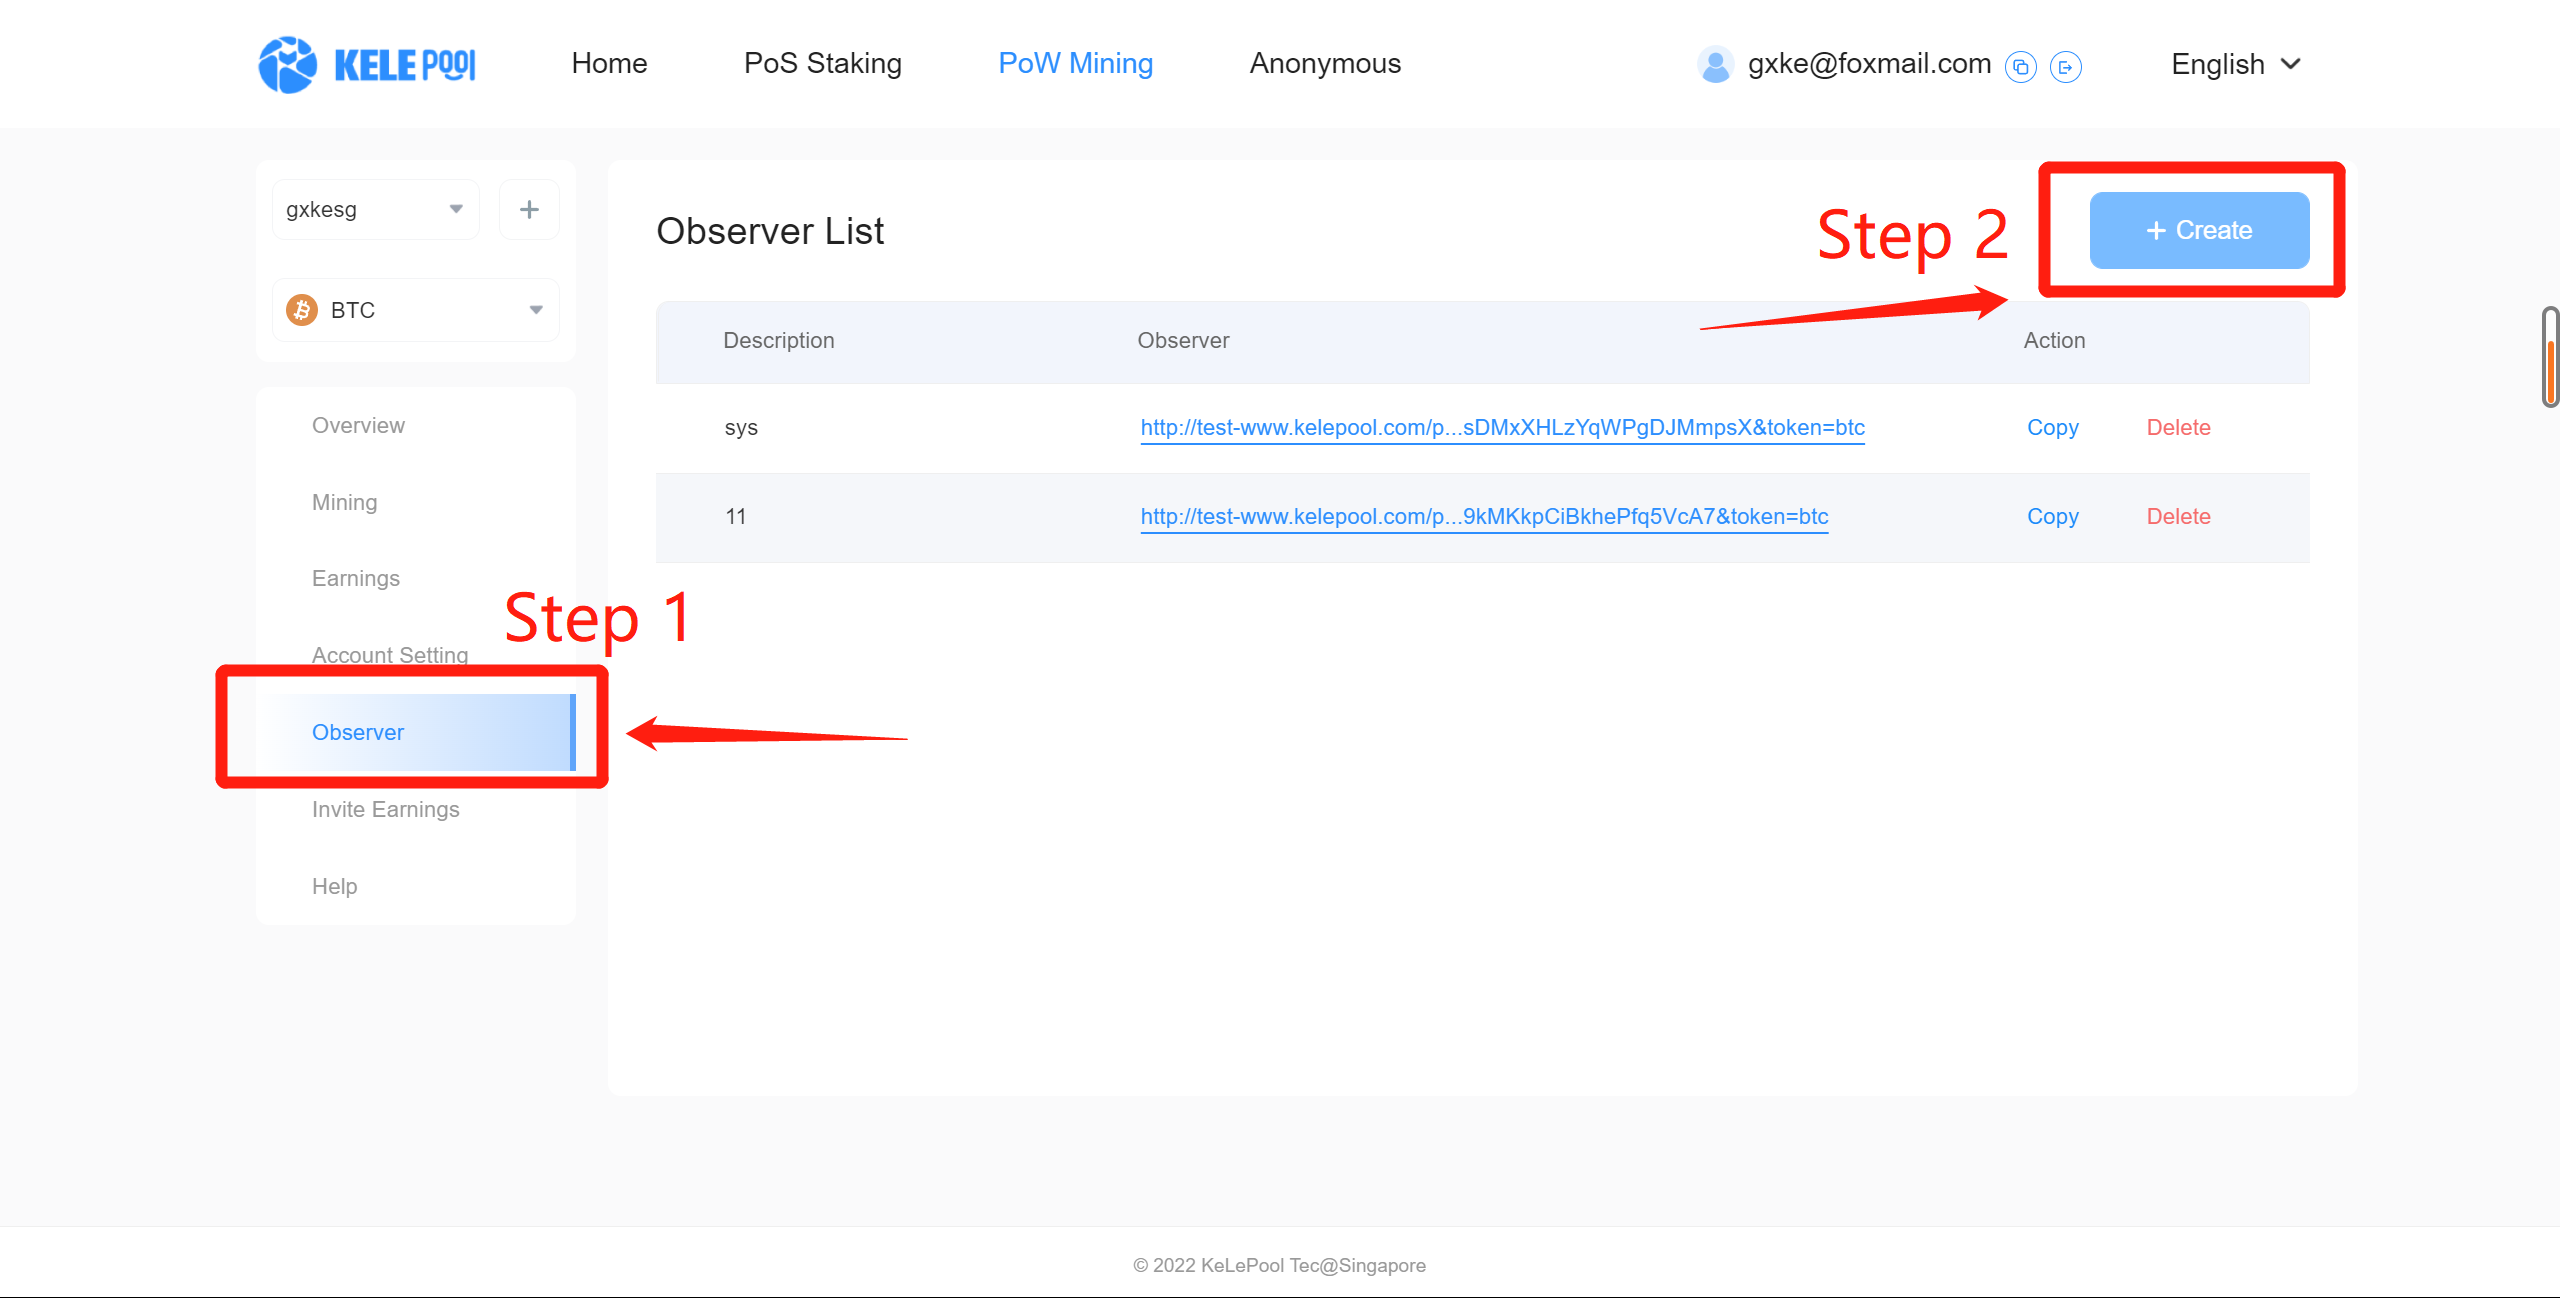 KELE POOL
Home
PoS Staking
PoW Mining
Anonymous
gxke@foxmail.com
English
gxkesg
+
BTC
Overview
Mining
Earnings
Account Setting
Observer
Invite Earnings
Help
Step 1
Observer List
Step 2
+ Create
Description Observer Action
sys http://test-www.kelepool.com/p...sDMxXHLzYqWPgDJMmpsX&token=btc Copy Delete
11 http://test-www.kelepool.com/p...9kMKkpCiBkhePfq5VcA7&token=btc Copy Delete
© 2022 KeLePool Tec@Singapore